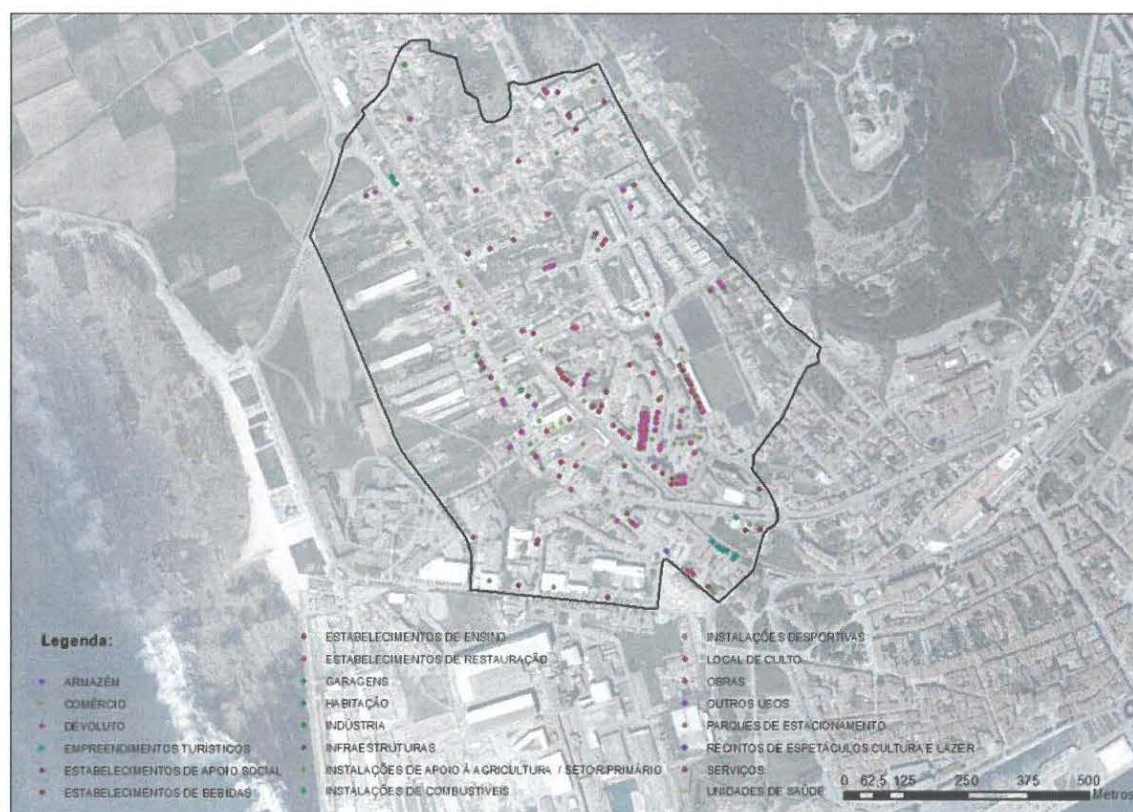 Legenda:
ARMAZÉM
COMÉRCIO
DEVOLUTO
EMPREENDIMENTOS TURÍSTICOS
ESTABELECIMENTOS DE APOIO SOCIAL
ESTABELECIMENTOS DE BEBIDAS
ESTABELECIMENTOS DE ENSINO
ESTABELECIMENTOS DE RESTAURAÇÃO
GARAGENS
HABITAÇÃO
INDÚSTRIA
INFRAESTRUTURAS
INSTALAÇÕES DE APOIO À AGRICULTURA / SETOR PRIMÁRIO
INSTALAÇÕES DE COMBUSTÍVEIS
INSTALAÇÕES DESPORTIVAS
LOCAL DE CULTO
OBRAS
OUTROS USOS
PARQUES DE ESTACIONAMENTO
RECINTOS DE ESPETÁCULOS CULTURA E LAZER
SERVIÇOS
UNIDADES DE SAÚDE
0 62,5 125 250 375 500
Metros